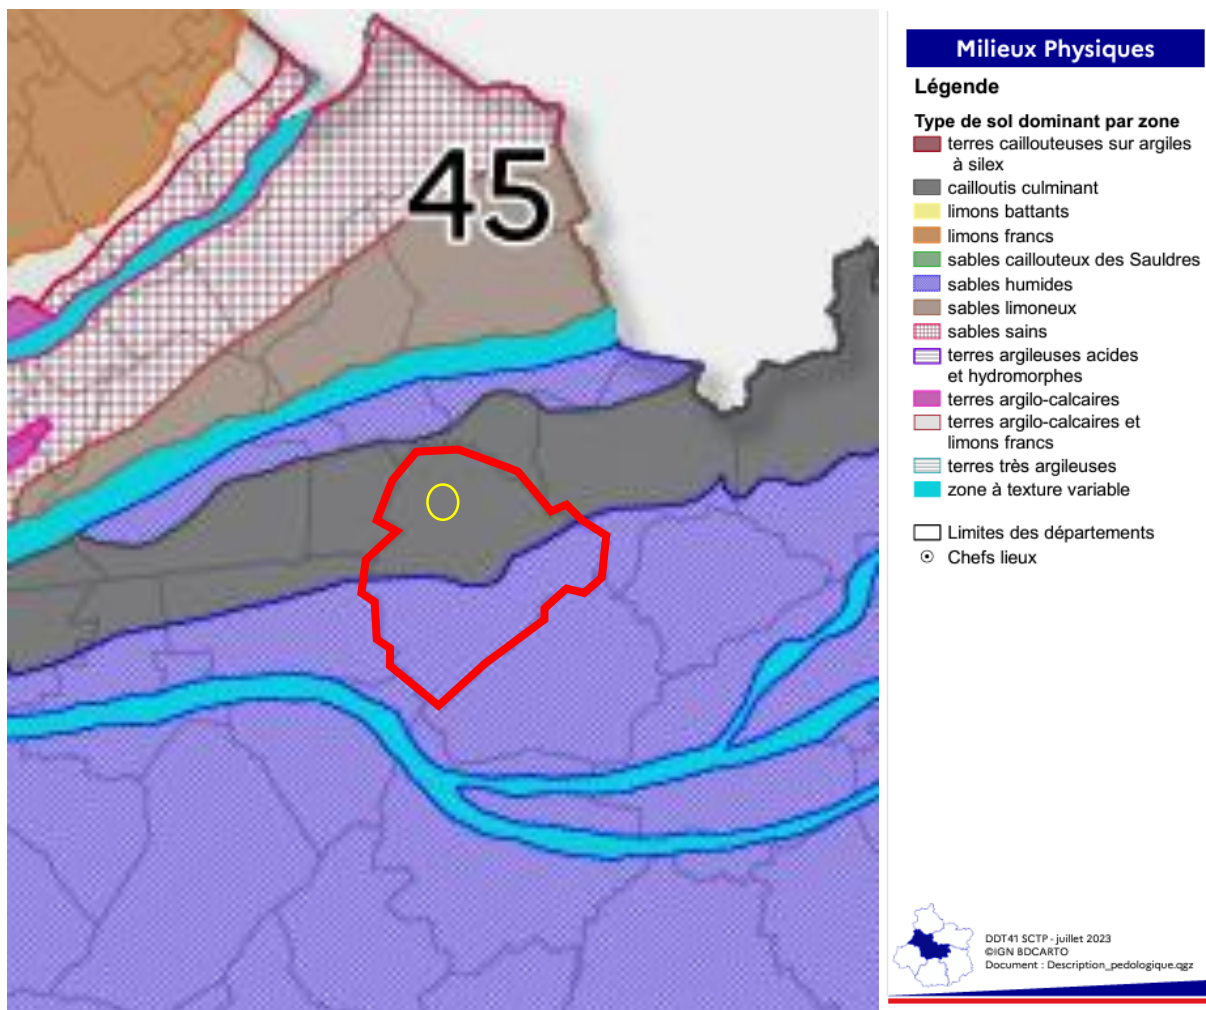 45
Milieux Physiques
Légende
Type de sol dominant par zone
terres caillouteuses sur argiles
à silex
cailloutis culminant
limons battants
limons francs
sables caillouteux des Sauldres
sables humides
sables limoneux
sables sains
terres argileuses acides
et hydromorphes
terres argilo-calcaires
terres argilo-calcaires et
limons francs
terres très argileuses
zone à texture variable
Limites des départements
Chefs lieux
DDT41 SCTP - juillet 2023
©IGN BDCARTO
Document : Description_pedologique.qgz